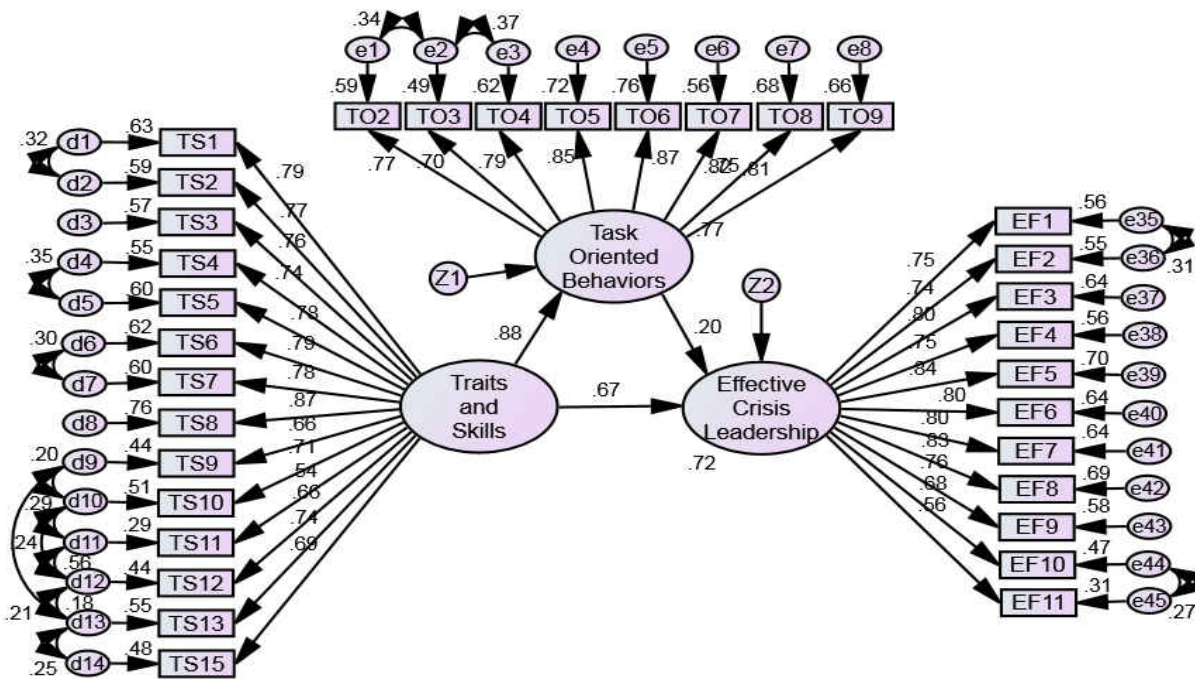 .34
.37
e1
e2
e3
e4
e5
e6
e7
e8
.59
.49
.62
.72
.76
.56
.68
.66
TO2
TO3
TO4
TO5
TO6
TO7
TO8
TO9
.77
.70
.79
.85
.87
.75
.81
.77
Task
Oriented
Behaviors
Z1
Z2
.88
.20
.67
Traits
and
Skills
Effective
Crisis
Leadership
.72
.32
d1
.63
TS1
.79
d2
.59
TS2
.77
d3
.57
TS3
.76
.35
d4
.55
TS4
.74
d5
.60
TS5
.30
d6
.62
TS6
.79
d7
.60
TS7
.78
d8
.76
TS8
.87
.20
d9
.44
TS9
.66
.29
d10
.51
TS10
.71
.24
d11
.29
TS11
.54
.56
d12
.44
TS12
.66
.21
.18
d13
.55
TS13
.74
.25
d14
.48
TS15
.69
.75
EF1
.56
e35
.31
.74
EF2
.55
e36
.80
EF3
.64
e37
.75
EF4
.56
e38
.84
EF5
.70
e39
.80
EF6
.64
e40
.80
EF7
.64
e41
.83
EF8
.69
e42
.76
EF9
.58
e43
.68
EF10
.47
e44
.56
EF11
.31
e45
.27